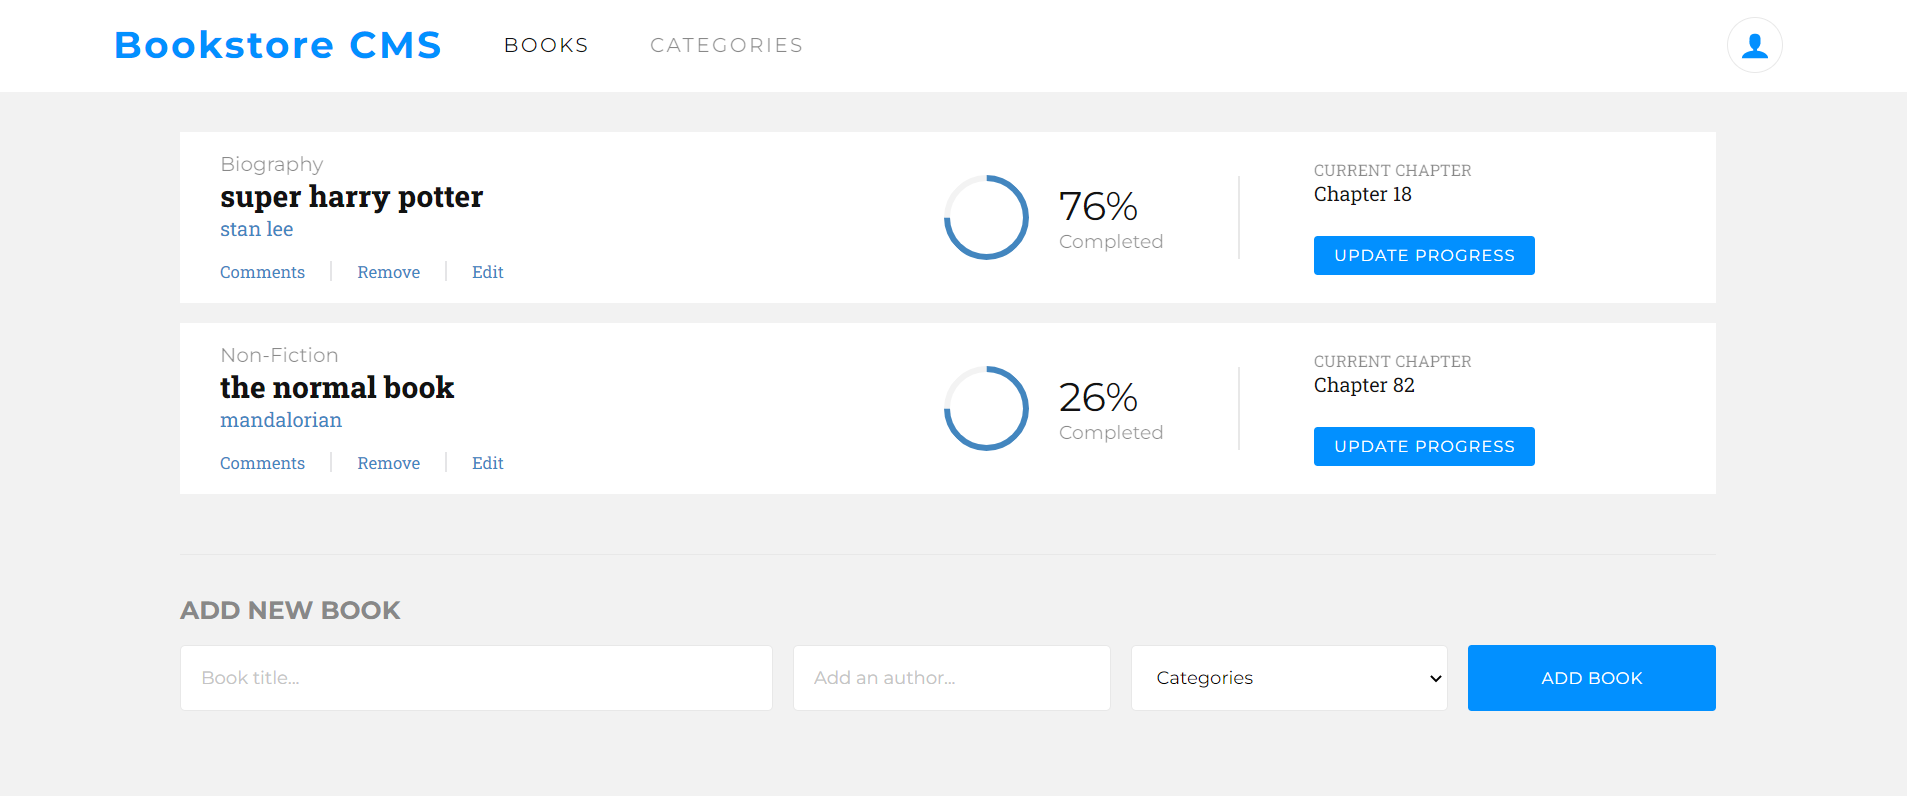 Bookstore CMS BOOKS CATEGORIES
Biography
super harry potter
stan lee
Comments Remove Edit
76%
Completed
CURRENT CHAPTER
Chapter 18
UPDATE PROGRESS
Non-Fiction
the normal book
mandalorian
Comments Remove Edit
26%
Completed
CURRENT CHAPTER
Chapter 82
UPDATE PROGRESS
ADD NEW BOOK
Book title... Add an author... Categories ADD BOOK